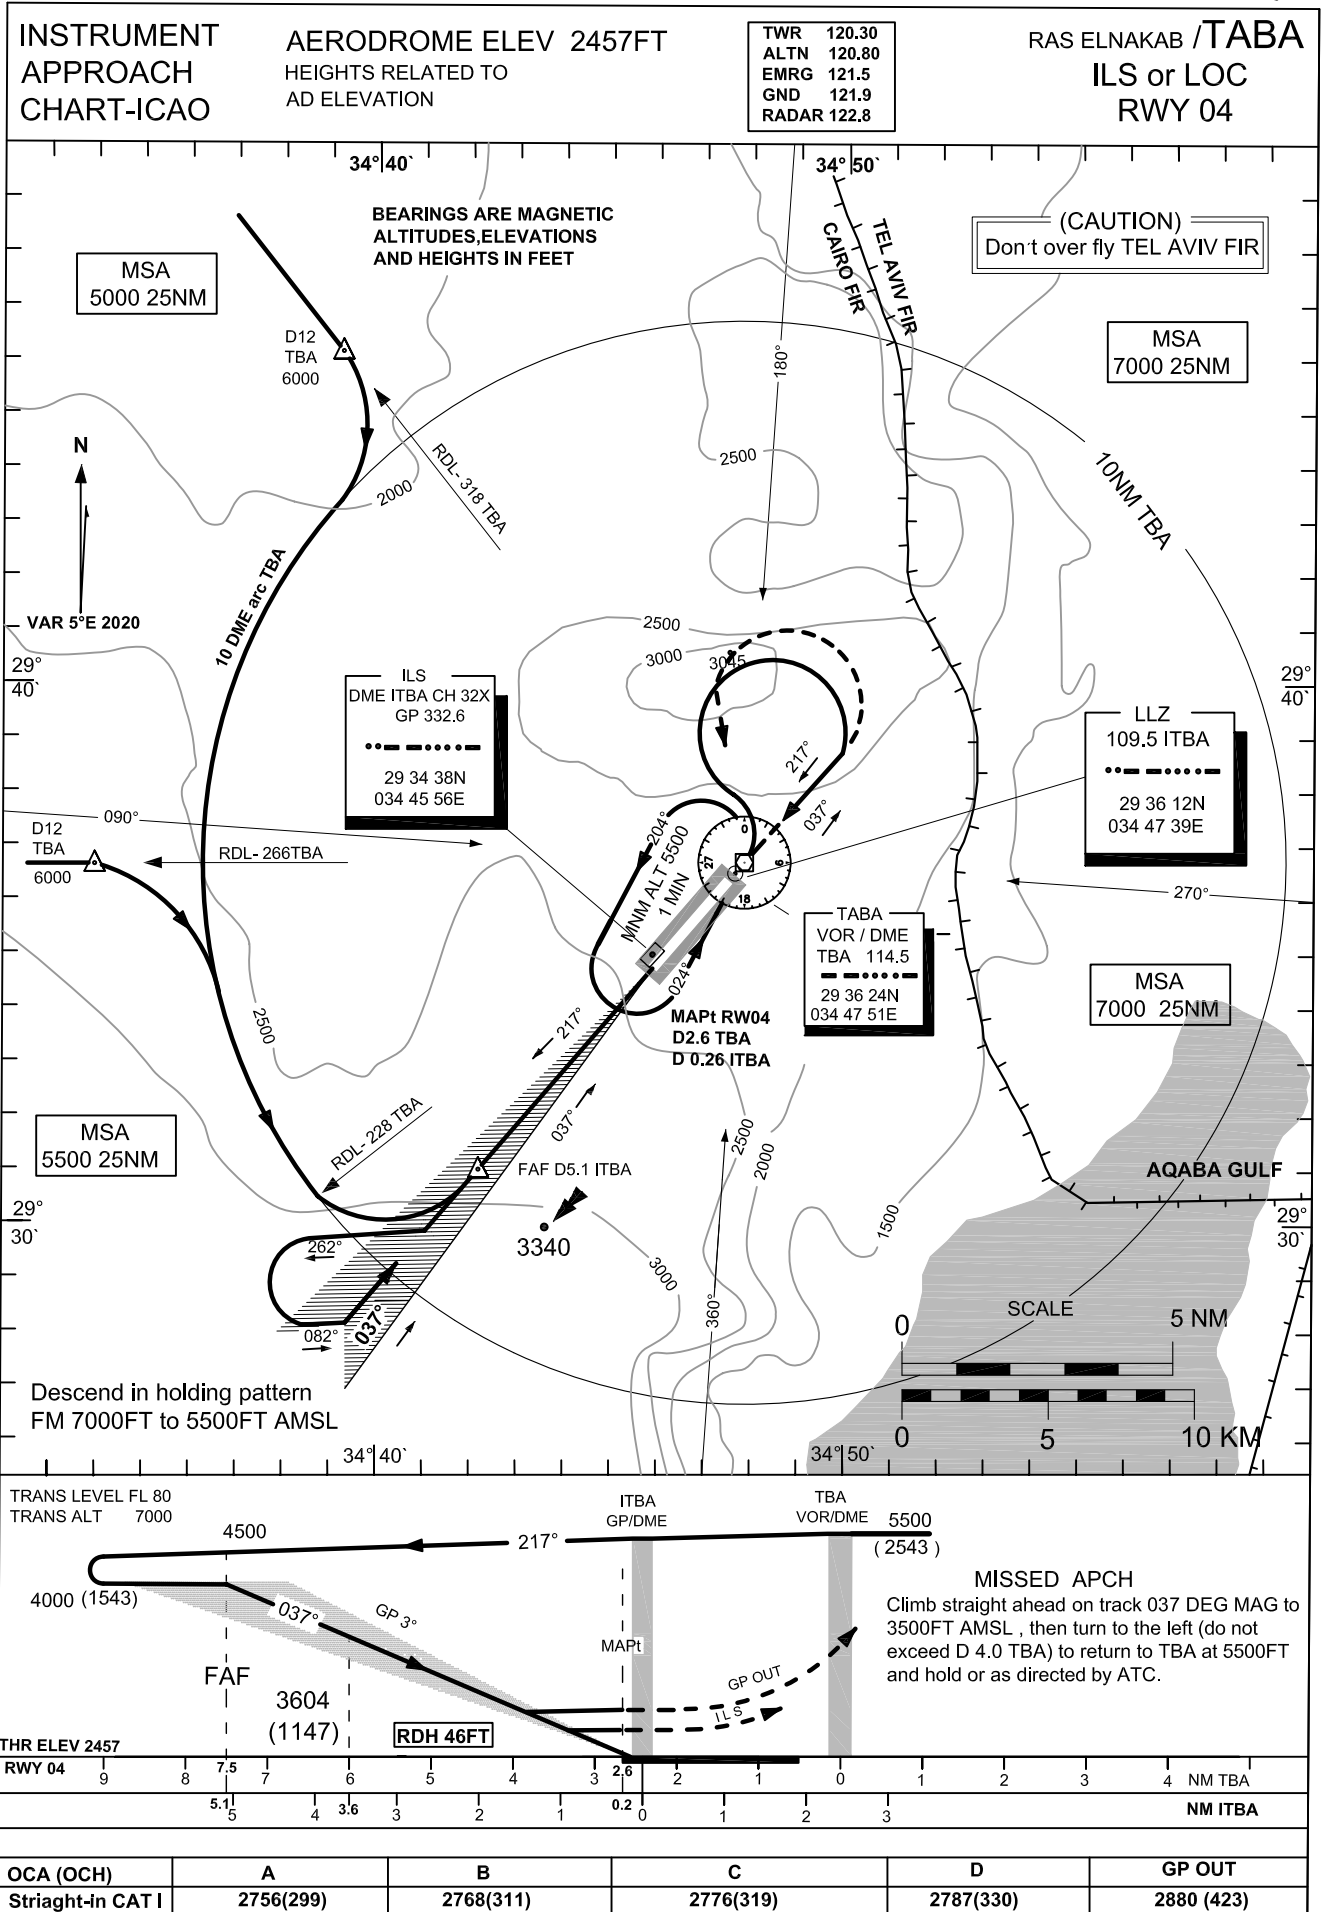 INSTRUMENT
APPROACH
CHART-ICAO
AERODROME ELEV 2457FT
HEIGHTS RELATED TO
AD ELEVATION
TWR 120.30
ALTN 120.80
EMRG 121.5
GND 121.9
RADAR 122.8
RAS ELNAKAB /TABA
ILS or LOC
RWY 04
34° 40`
34° 50`
BEARINGS ARE MAGNETIC
ALTITUDES,ELEVATIONS
AND HEIGHTS IN FEET
(CAUTION)
Don't over fly TEL AVIV FIR
MSA
5000 25NM
TEL AVIV FIR
CAIRO FIR
MSA
7000 25NM
D12
TBA
6000
180°
N
VAR 5°E 2020
RDL- 318 TBA
2000
2500
10NM TBA
10 DME arc TBA
29°
40`
2500
3000
3045
29°
40`
ILS
DME ITBA CH 32X
GP 332.6
29 34 38N
034 45 56E
LLZ
109.5 ITBA
29 36 12N
034 47 39E
217°
037°
090°
D12
TBA
6000
RDL- 266TBA
204°
MNM ALT 5500
1 MIN
0
27
6
18
024°
270°
TABA
VOR / DME
TBA 114.5
29 36 24N
034 47 51E
MSA
7000 25NM
2500
217°
037°
MAPt RW04
D2.6 TBA
D 0.26 ITBA
MSA
5500 25NM
RDL- 228 TBA
FAF D5.1 ITBA
3340
2500
2000
1500
3000
AQABA GULF
29°
30`
29°
30`
262°
082°
037°
360°
SCALE
0
5 NM
0
5
10 KM
Descend in holding pattern
FM 7000FT to 5500FT AMSL
34° 40`
34° 50`
TRANS LEVEL FL 80
TRANS ALT 7000
4500
217°
ITBA
GP/DME
TBA
VOR/DME
5500
( 2543 )
4000 (1543)
037°
GP 3°
MAPt
GP OUT
I L S
MISSED APCH
Climb straight ahead on track 037 DEG MAG to
3500FT AMSL , then turn to the left (do not
exceed D 4.0 TBA) to return to TBA at 5500FT
and hold or as directed by ATC.
FAF
3604
(1147)
RDH 46FT
THR ELEV 2457
RWY 04
9 8 7.5 7 6 5 4 3 2.6 2 1 0 1 2 3 4 NM TBA
5.1 5 4 3.6 3 2 1 0.2 0 1 2 3 NM ITBA
OCA (OCH) A B C D GP OUT
Striaght-in CAT I 2756(299) 2768(311) 2776(319) 2787(330) 2880 (423)